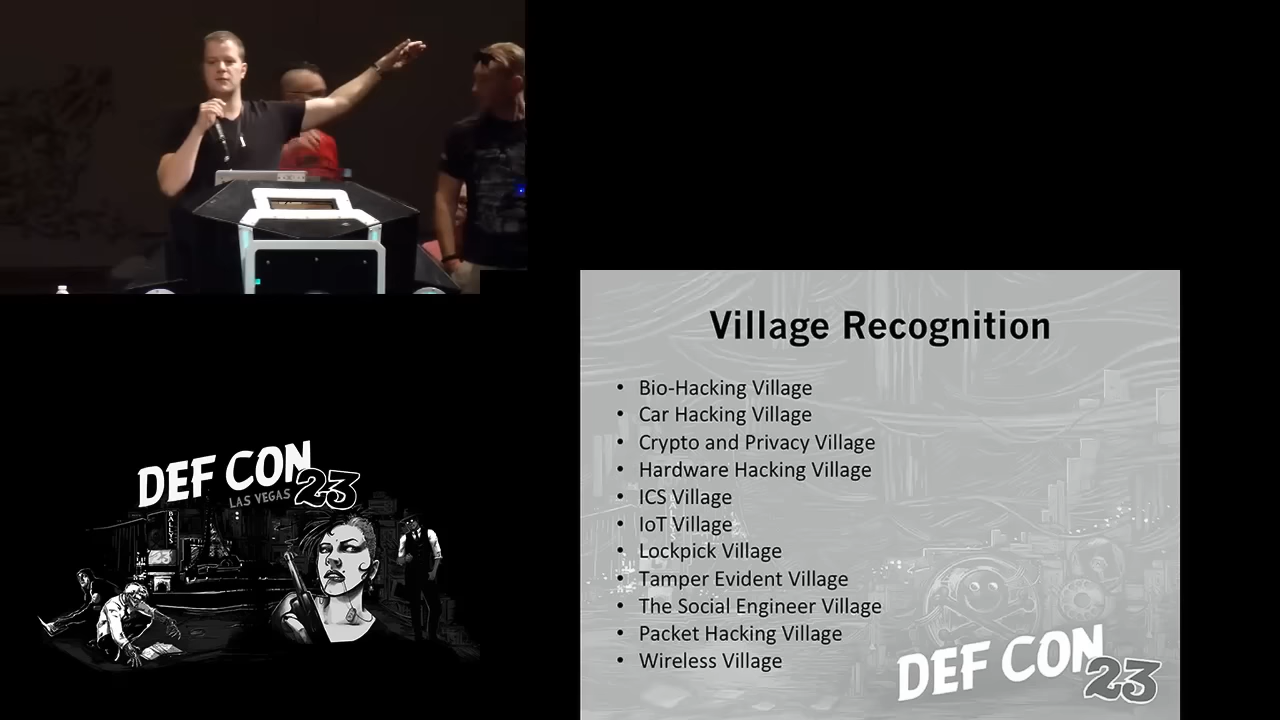 Village Recognition
• Bio-Hacking Village
• Car Hacking Village
• Crypto and Privacy Village
• Hardware Hacking Village
• ICS Village
• IoT Village
• Lockpick Village
• Tamper Evident Village
• The Social Engineer Village
• Packet Hacking Village
• Wireless Village
DEF CON 23
DEF CON 23
LAS VEGAS
BALLYS
23